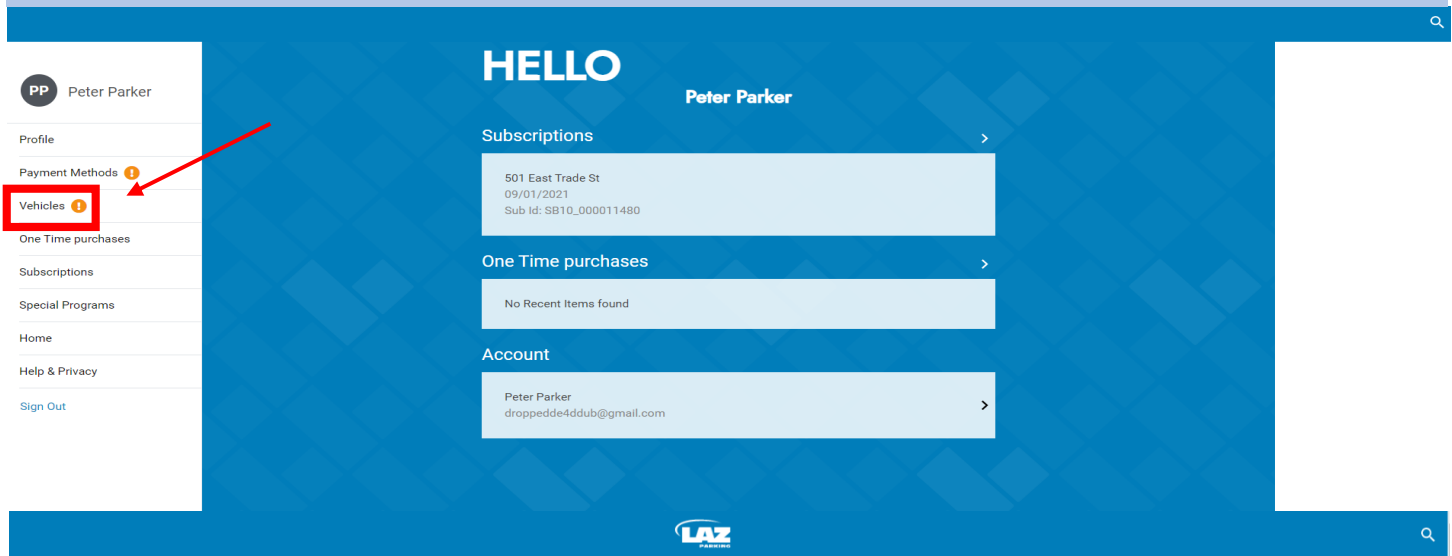 PP
Peter Parker
Profile
Payment Methods !
Vehicles !
One Time purchases
Subscriptions
Special Programs
Home
Help & Privacy
Sign Out
HELLO
Peter Parker
Subscriptions
501 East Trade St
09/01/2021
Sub Id: SB10_000011480
One Time purchases
No Recent Items found
Account
Peter Parker
droppedde4ddub@gmail.com
LAZ
PARKING